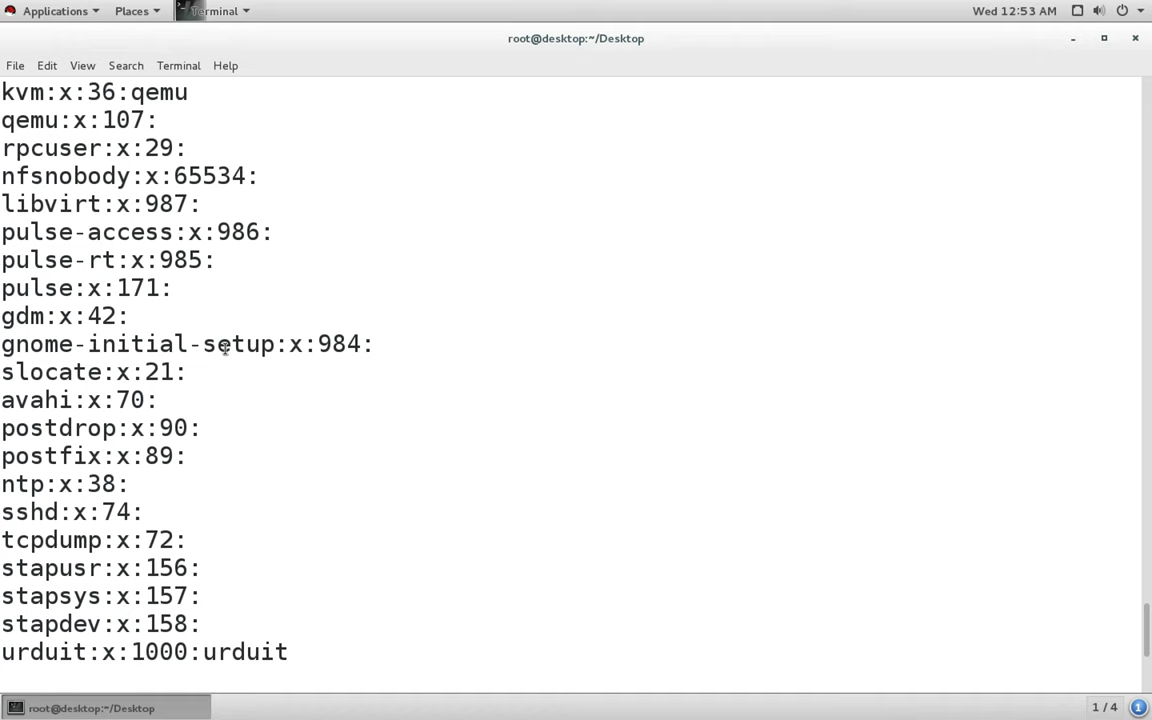 Applications Places Terminal Wed 12:53 AM
root@desktop:~/Desktop
File Edit View Search Terminal Help
kvm:x:36:qemu
qemu:x:107:
rpcuser:x:29:
nfsnobody:x:65534:
libvirt:x:987:
pulse-access:x:986:
pulse-rt:x:985:
pulse:x:171:
gdm:x:42:
gnome-initial-setup:x:984:
slocate:x:21:
avahi:x:70:
postdrop:x:90:
postfix:x:89:
ntp:x:38:
sshd:x:74:
tcpdump:x:72:
stapusr:x:156:
stapsys:x:157:
stapdev:x:158:
urduit:x:1000:urduit
root@desktop:~/Desktop 1 / 4 1